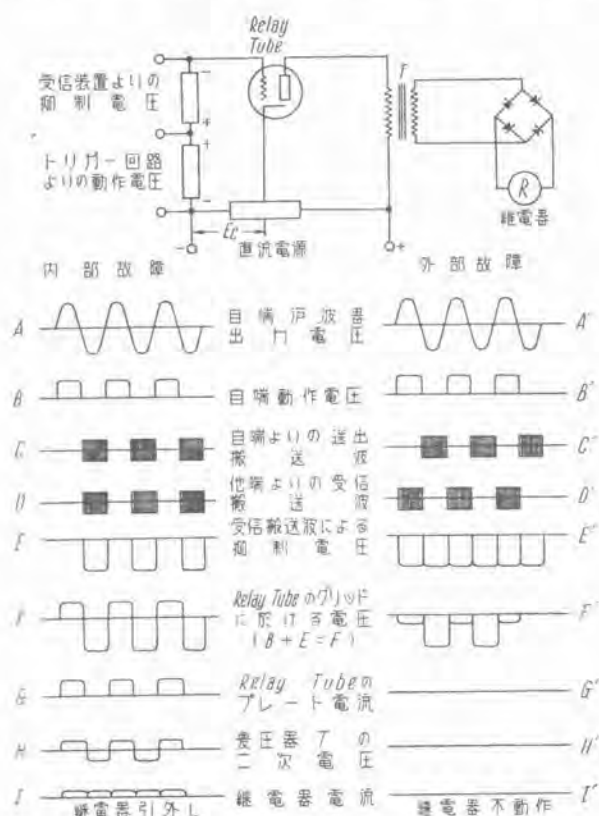 Relay
Tube
受信装置よりの
抑制電圧
トリガー回路
よりの動作電圧
T
R
継電器
Ec
直流電源
- + + - - +
内部故障
外部故障
A 自端沪波器 A'
出力電圧
B 自端動作電圧 B'
C 自端よりの送出 C'
搬送波
D 他端よりの受信 D'
搬送波
E 受信搬送波による E'
抑制電圧
F Relay Tubeのグリッド F'
に於ける電圧
(B+E=F)
G Relay Tubeの G'
プレート電流
H 変圧器Tの H'
二次電圧
I 継電器電流 I'
継電器引外し
継電器不動作